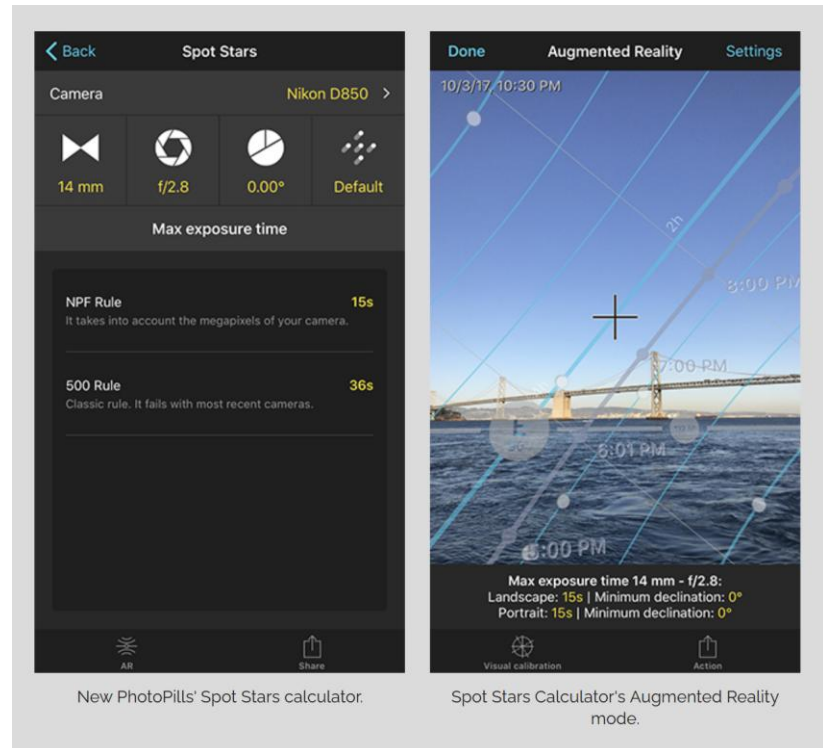 Back
Spot Stars
Camera
Nikon D850
14 mm
f/2.8
0.00°
Default
Max exposure time
NPF Rule
15s
It takes into account the megapixels of your camera.
500 Rule
36s
Classic rule. It fails with most recent cameras.
AR
Share
New PhotoPills' Spot Stars calculator.
Done
Augmented Reality
Settings
10/3/17, 10:30 PM
2h
8:00 PM
7:00 PM
6:01 PM
5:00 PM
Max exposure time 14 mm - f/2.8:
Landscape: 15s | Minimum declination: 0°
Portrait: 15s | Minimum declination: 0°
Visual calibration
Action
Spot Stars Calculator's Augmented Reality
mode.